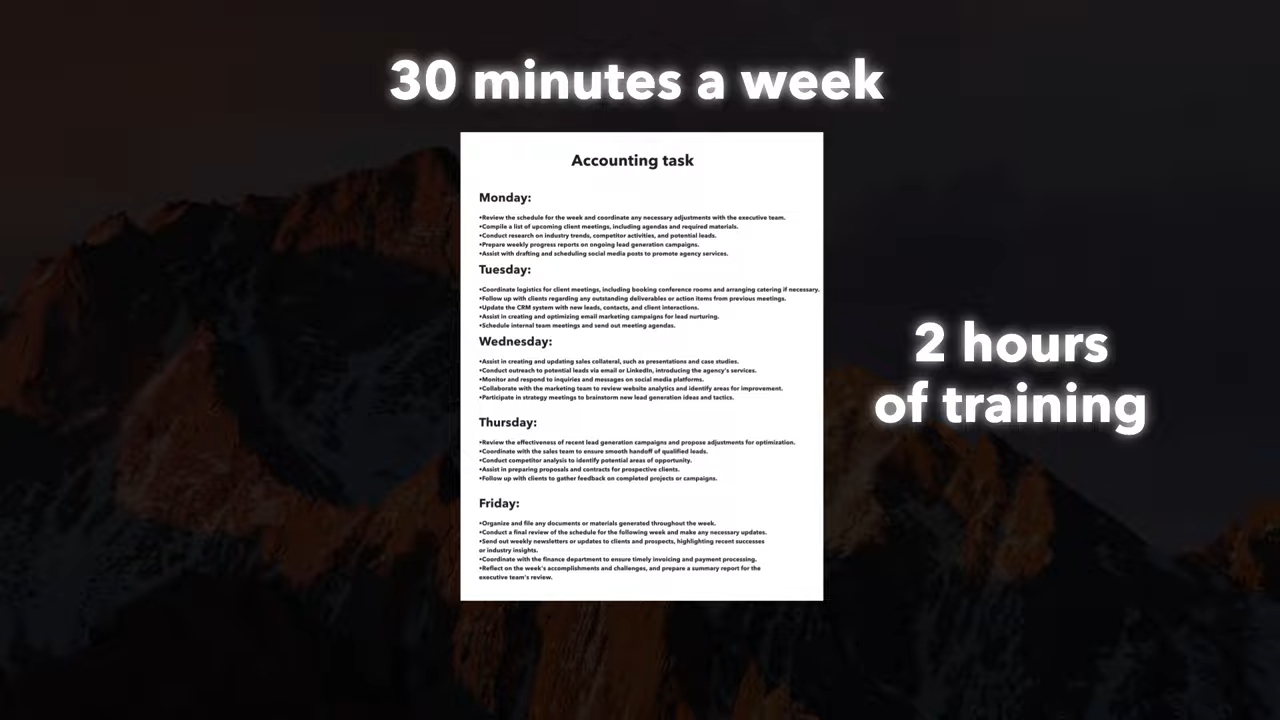 30 minutes a week
Accounting task
Monday:
•Review the schedule for the week and coordinate any necessary adjustments with the executive team.
•Compile a list of upcoming client meetings, including agendas and required materials.
•Conduct research on industry trends, competitor activities, and potential leads.
•Prepare weekly progress reports on ongoing lead generation campaigns.
•Assist with drafting and scheduling social media posts to promote agency services.
Tuesday:
•Coordinate logistics for client meetings, including booking conference rooms and arranging catering if necessary.
•Follow up with clients regarding any outstanding deliverables or action items from previous meetings.
•Update the CRM system with new leads, contacts, and client interactions.
•Assist in creating and optimizing email marketing campaigns for lead nurturing.
•Schedule internal team meetings and send out meeting agendas.
Wednesday:
•Assist in creating and updating sales collateral, such as presentations and case studies.
•Conduct outreach to potential leads via email or LinkedIn, introducing the agency's services.
•Monitor and respond to inquiries and messages on social media platforms.
•Collaborate with the marketing team to review website analytics and identify areas for improvement.
•Participate in strategy meetings to brainstorm new lead generation ideas and tactics.
Thursday:
•Review the effectiveness of recent lead generation campaigns and propose adjustments for optimization.
•Coordinate with the sales team to ensure smooth handoff of qualified leads.
•Conduct competitor analysis to identify potential areas of opportunity.
•Assist in preparing proposals and contracts for prospective clients.
•Follow up with clients to gather feedback on completed projects or campaigns.
Friday:
•Organize and file any documents or materials generated throughout the week.
•Conduct a final review of the schedule for the following week and make any necessary updates.
•Send out weekly newsletters or updates to clients and prospects, highlighting recent successes
or industry insights.
•Coordinate with the finance department to ensure timely invoicing and payment processing.
•Reflect on the week's accomplishments and challenges, and prepare a summary report for the
executive team's review.
2 hours
of training